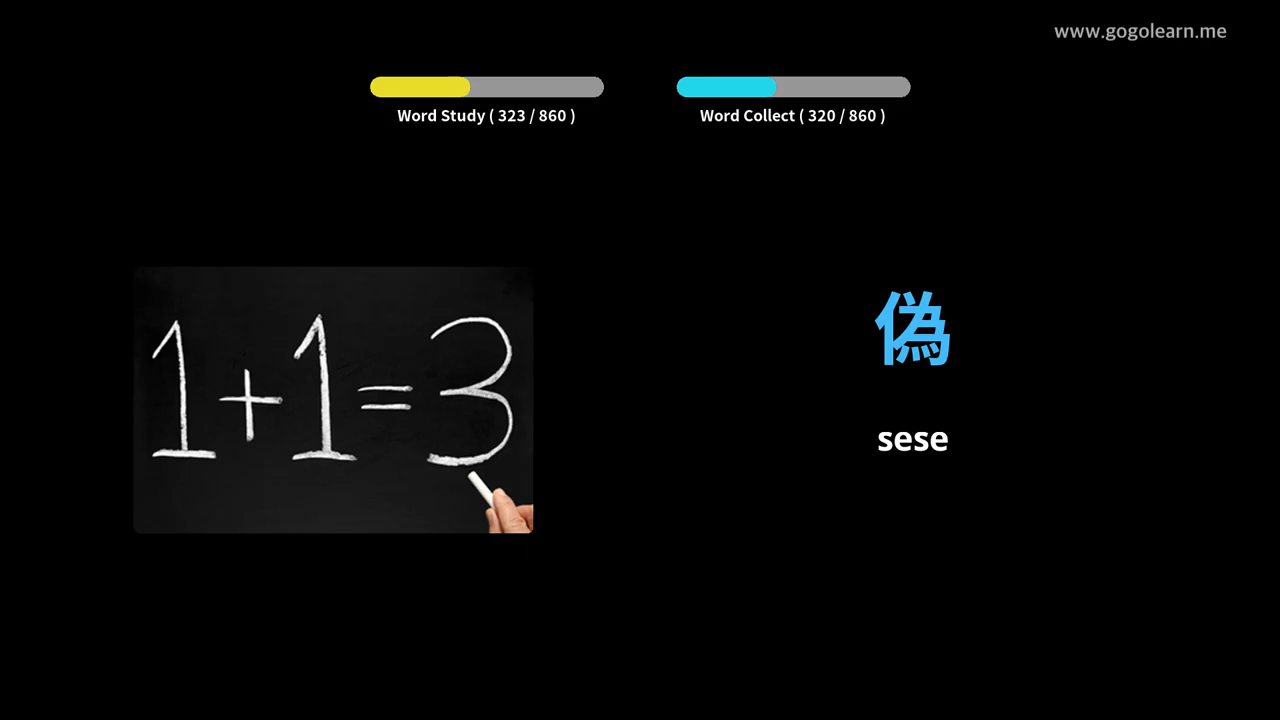 www.gogolearn.me
Word Study ( 323 / 860 )
Word Collect ( 320 / 860 )
1+1=3
偽
sese